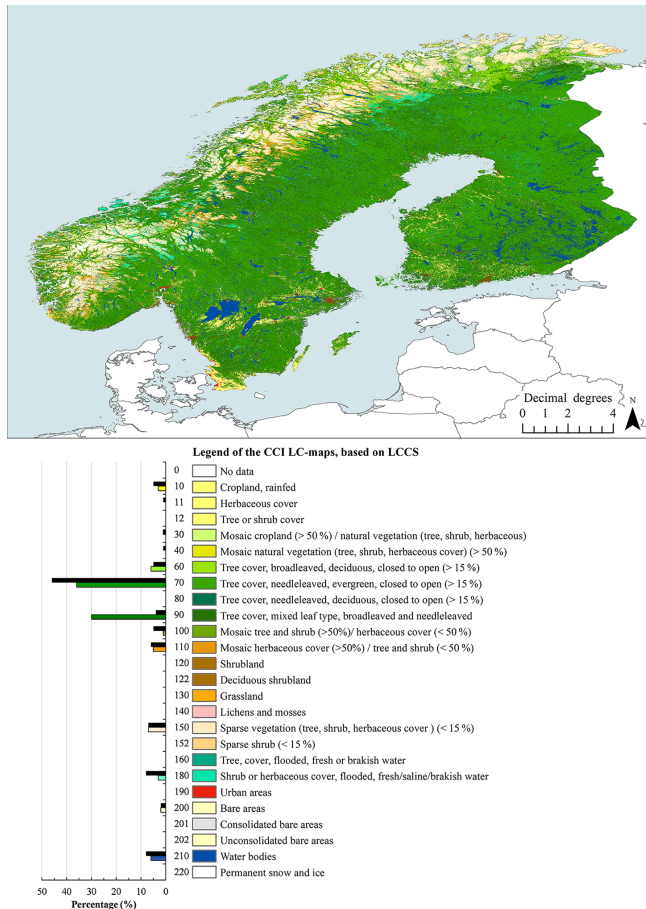 Decimal degrees
N
0 1 2 4
Legend of the CCI LC-maps, based on LCCS
0 No data
10 Cropland, rainfed
11 Herbaceous cover
12 Tree or shrub cover
30 Mosaic cropland (> 50 %) / natural vegetation (tree, shrub, herbaceous)
40 Mosaic natural vegetation (tree, shrub, herbaceous cover) > 50 %)
60 Tree cover, broadleaved, deciduous, closed to open (> 15 %)
70 Tree cover, needleleaved, evergreen, closed to open (> 15 %)
80 Tree cover, needleleaved, deciduous, closed to open (> 15 %)
90 Tree cover, mixed leaf type, broadleaved and needleleaved
100 Mosaic tree and shrub (>50%)/ herbaceous cover (< 50 %)
110 Mosaic herbaceous cover (>50%) / tree and shrub (< 50 %)
120 Shrubland
122 Deciduous shrubland
130 Grassland
140 Lichens and mosses
150 Sparse vegetation (tree, shrub, herbaceous cover ) (< 15 %)
152 Sparse shrub (< 15 %)
160 Tree, cover, flooded, fresh or brakish water
180 Shrub or herbaceous cover, flooded, fresh/saline/brakish water
190 Urban areas
200 Bare areas
201 Consolidated bare areas
202 Unconsolidated bare areas
210 Water bodies
220 Permanent snow and ice
50 40 30 20 10 0
Percentage (%)